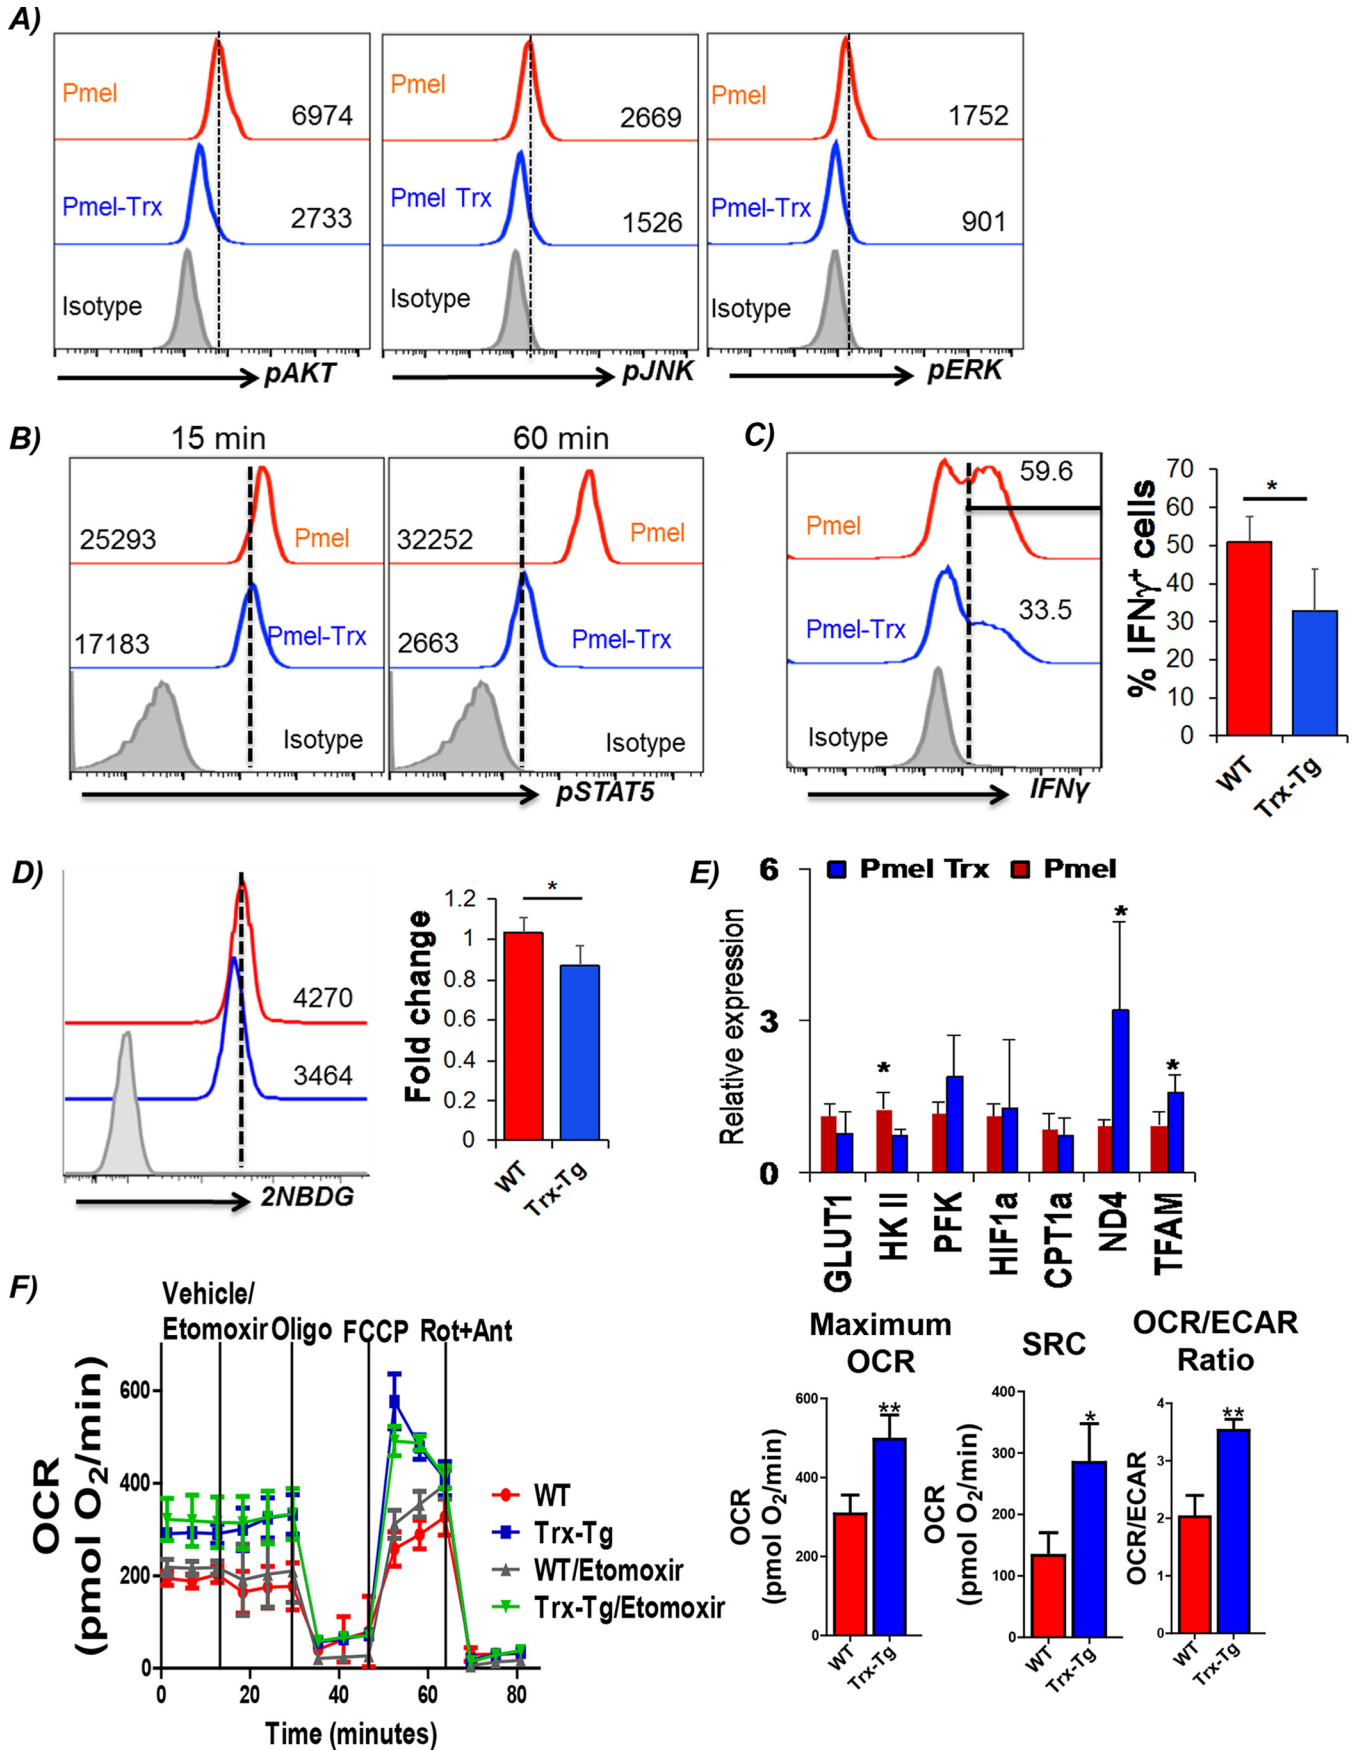 A)
Pmel
6974
Pmel-Trx
2733
Isotype
pAKT
Pmel
2669
Pmel Trx
1526
Isotype
pJNK
Pmel
1752
Pmel-Trx
901
Isotype
pERK
B)
15 min
60 min
25293
Pmel
17183
Pmel-Trx
Isotype
32252
Pmel
2663
Pmel-Trx
Isotype
pSTAT5
C)
59.6
Pmel
33.5
Pmel-Trx
Isotype
IFNγ
% IFNγ+ cells
70
60
50
40
30
20
10
0
*
WT
Trx-Tg
D)
4270
3464
2NBDG
Fold change
1.2
1
0.8
0.6
0.4
0.2
0
*
WT
Trx-Tg
E)
Pmel Trx
Pmel
Relative expression
6
3
0
*
*
*
GLUT1
HK II
PFK
HIF1a
CPT1a
ND4
TFAM
F)
Vehicle/
Etomoxir
Oligo
FCCP
Rot+Ant
OCR
(pmol O2/min)
600
400
200
0
0
20
40
60
80
Time (minutes)
WT
Trx-Tg
WT/Etomoxir
Trx-Tg/Etomoxir
Maximum
OCR
OCR
(pmol O2/min)
600
400
200
0
**
WT
Trx-Tg
SRC
OCR
(pmol O2/min)
400
300
200
100
0
*
WT
Trx-Tg
OCR/ECAR
Ratio
OCR/ECAR
4
3
2
1
0
**
WT
Trx-Tg